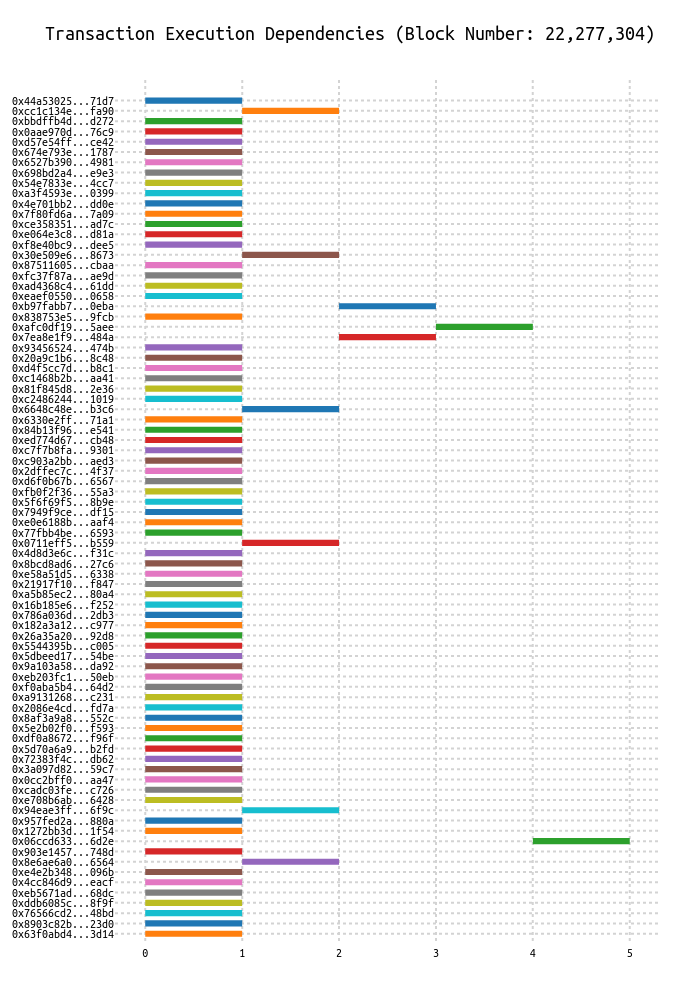 Transaction Execution Dependencies (Block Number: 22,277,304)
0x44a53025...71d7
0xcc1c134e...fa90
0xbbdffb4d...d272
0x0aae970d...76c9
0xd57e54ff...ce42
0x674e793e...1787
0x6527b390...4981
0x698bd2a4...e9e3
0x54e7833e...4cc7
0xa3f4593e...0399
0x4e701bb2...dd0e
0x7f80fd6a...7a09
0xce358351...ad7c
0xe064e3c8...d81a
0xf8e40bc9...dee5
0x30e509e6...8673
0x87511605...cbaa
0xfc37f87a...ae9d
0xad4368c4...61dd
0xeaef0550...0658
0xb97fabb7...0eba
0x838753e5...9fcb
0xafc0df19...5aee
0x7ea8e1f9...484a
0x93456524...474b
0x20a9c1b6...8c48
0xd4f5cc7d...b8c1
0xc1468b2b...aa41
0x81f845d8...2e36
0xc2486244...1019
0x6648c48e...b3c6
0x6330e2ff...71a1
0x84b13f96...e541
0xed774d67...cb48
0xc7f7b8fa...9301
0xc903a2bb...aed3
0x2dffec7c...4f37
0xd6f0b67b...6567
0xfb0f2f36...55a3
0x5f6f69f5...8b9e
0x7949f9ce...df15
0xe0e6188b...aaf4
0x77fbb4be...6593
0x0711eff5...b559
0x4d8d3e6c...f31c
0x8bcd8ad6...27c6
0xe58a51d5...6338
0x21917f10...f847
0xa5b85ec2...80a4
0x16b185e6...f252
0x786a036d...2db3
0x182a3a12...c977
0x26a35a20...92d8
0x5544395b...c005
0x5dbeed17...54be
0x9a103a58...da92
0xeb203fc1...50eb
0xf0aba5b4...64d2
0xa9131268...c231
0x2086e4cd...fd7a
0x8af3a9a8...552c
0x5e2b02f0...f593
0xdf0a8672...f96f
0x5d70a6a9...b2fd
0x72383f4c...db62
0x3a097d82...59c7
0x0cc2bff0...aa47
0xcadc03fe...c726
0xe708b6ab...6428
0x94eae3ff...6f9c
0x957fed2a...880a
0x1272bb3d...1f54
0x06ccd633...6d2e
0x903e1457...748d
0x8e6ae6a0...6564
0xe4e2b348...096b
0x4cc846d9...eacf
0xeb5671ad...68dc
0xddb6085c...8f9f
0x76566cd2...48bd
0x8903c82b...23d0
0x63f0abd4...3d14
0 1 2 3 4 5